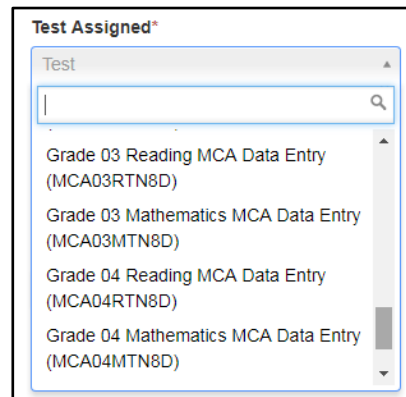 Test Assigned*
Test
Grade 03 Reading MCA Data Entry
(MCA03RTN8D)
Grade 03 Mathematics MCA Data Entry
(MCA03MTN8D)
Grade 04 Reading MCA Data Entry
(MCA04RTN8D)
Grade 04 Mathematics MCA Data Entry
(MCA04MTN8D)